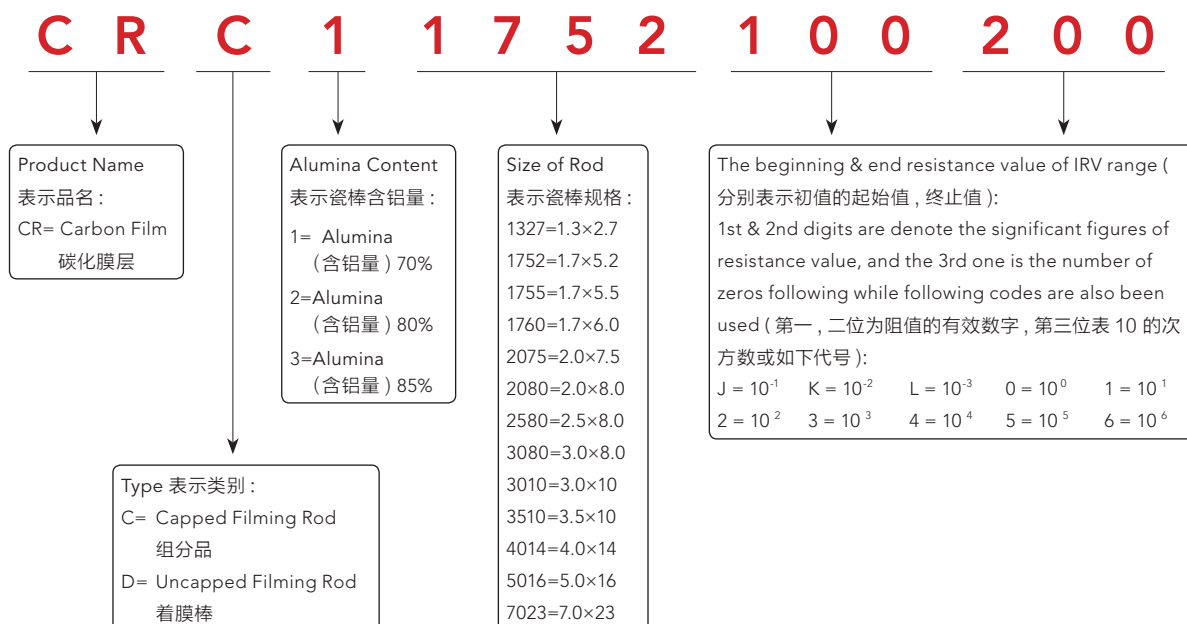 C R C 1 1 7 5 2 1 0 0 2 0 0
Product Name
表示品名 :
CR= Carbon Film
碳化膜层
Alumina Content
表示瓷棒含铝量 :
1= Alumina
(含铝量 ) 70%
2=Alumina
(含铝量 ) 80%
3=Alumina
(含铝量 ) 85%
Size of Rod
表示瓷棒规格 :
1327=1.3×2.7
1752=1.7×5.2
1755=1.7×5.5
1760=1.7×6.0
2075=2.0×7.5
2080=2.0×8.0
2580=2.5×8.0
3080=3.0×8.0
3010=3.0×10
3510=3.5×10
4014=4.0×14
5016=5.0×16
7023=7.0×23
The beginning & end resistance value of IRV range (
分别表示初值的起始值 , 终止值 ):
1st & 2nd digits are denote the significant figures of
resistance value, and the 3rd one is the number of
zeros following while following codes are also been
used ( 第一 , 二位为阻值的有效数字 , 第三位表 10 的次
方数或如下代号 ):
J = 10⁻¹ K = 10⁻² L = 10⁻³ 0 = 10⁰ 1 = 10¹
2 = 10² 3 = 10³ 4 = 10⁴ 5 = 10⁵ 6 = 10⁶
Type 表示类别 :
C= Capped Filming Rod
组分品
D= Uncapped Filming Rod
着膜棒